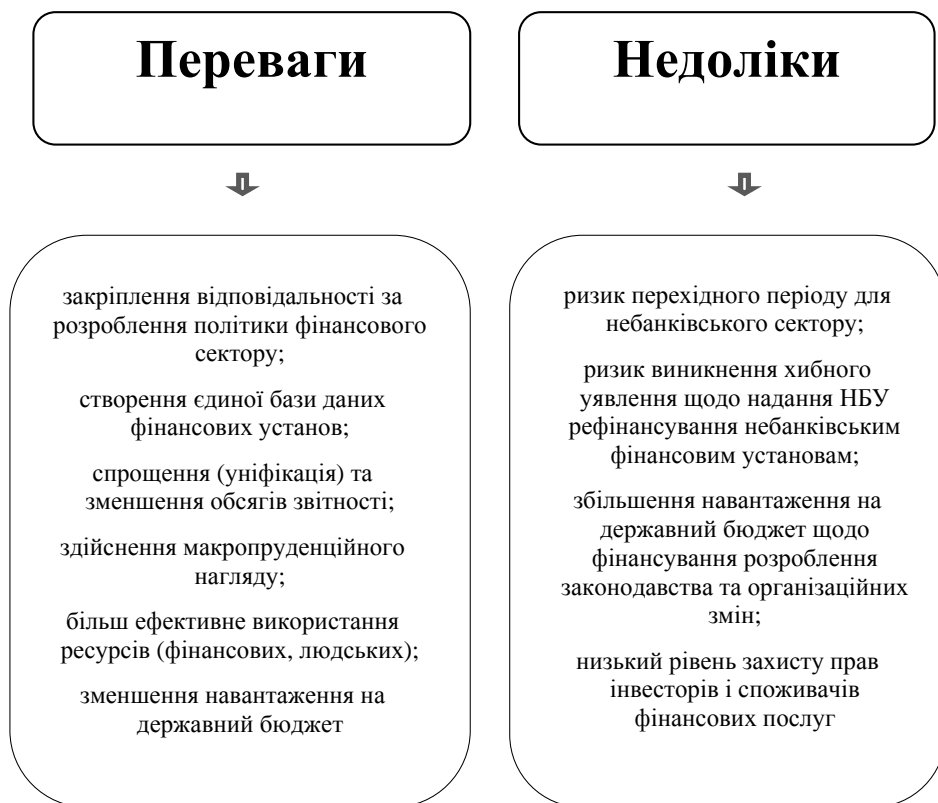 Переваги
закріплення відповідальності за
розроблення політики фінансового
сектору;
створення єдиної бази даних
фінансових установ;
спрощення (уніфікація) та
зменшення обсягів звітності;
здійснення макропруденційного
нагляду;
більш ефективне використання
ресурсів (фінансових, людських);
зменшення навантаження на
державний бюджет
Недоліки
ризик перехідного періоду для
небанківського сектору;
ризик виникнення хибного
уявлення щодо надання НБУ
рефінансування небанківським
фінансовим установам;
збільшення навантаження на
державний бюджет щодо
фінансування розроблення
законодавства та організаційних
змін;
низький рівень захисту прав
інвесторів і споживачів
фінансових послуг